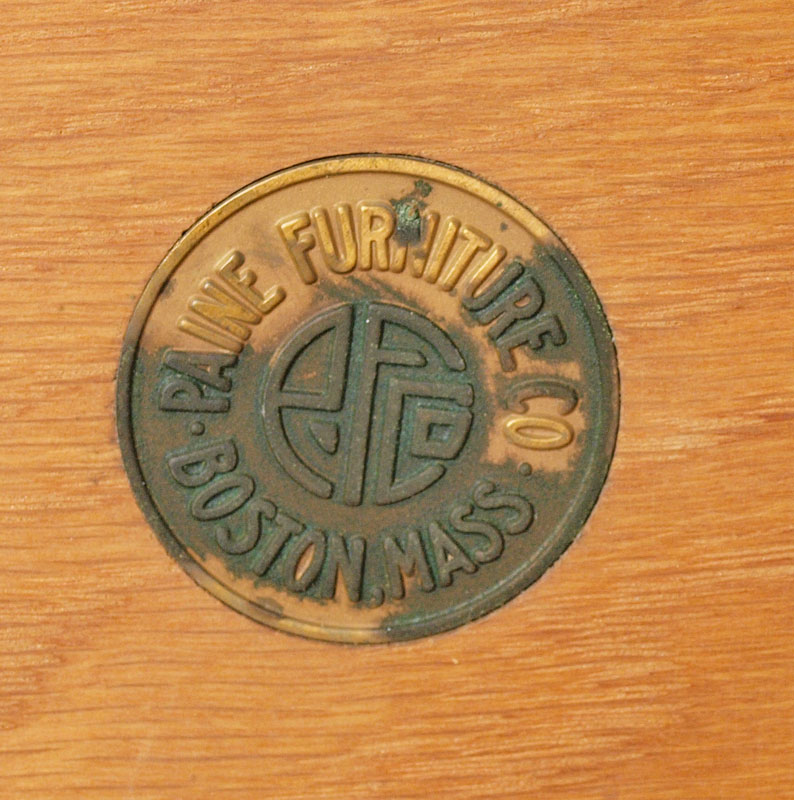 PAINE FURNITURE CO
· BOSTON, MASS ·